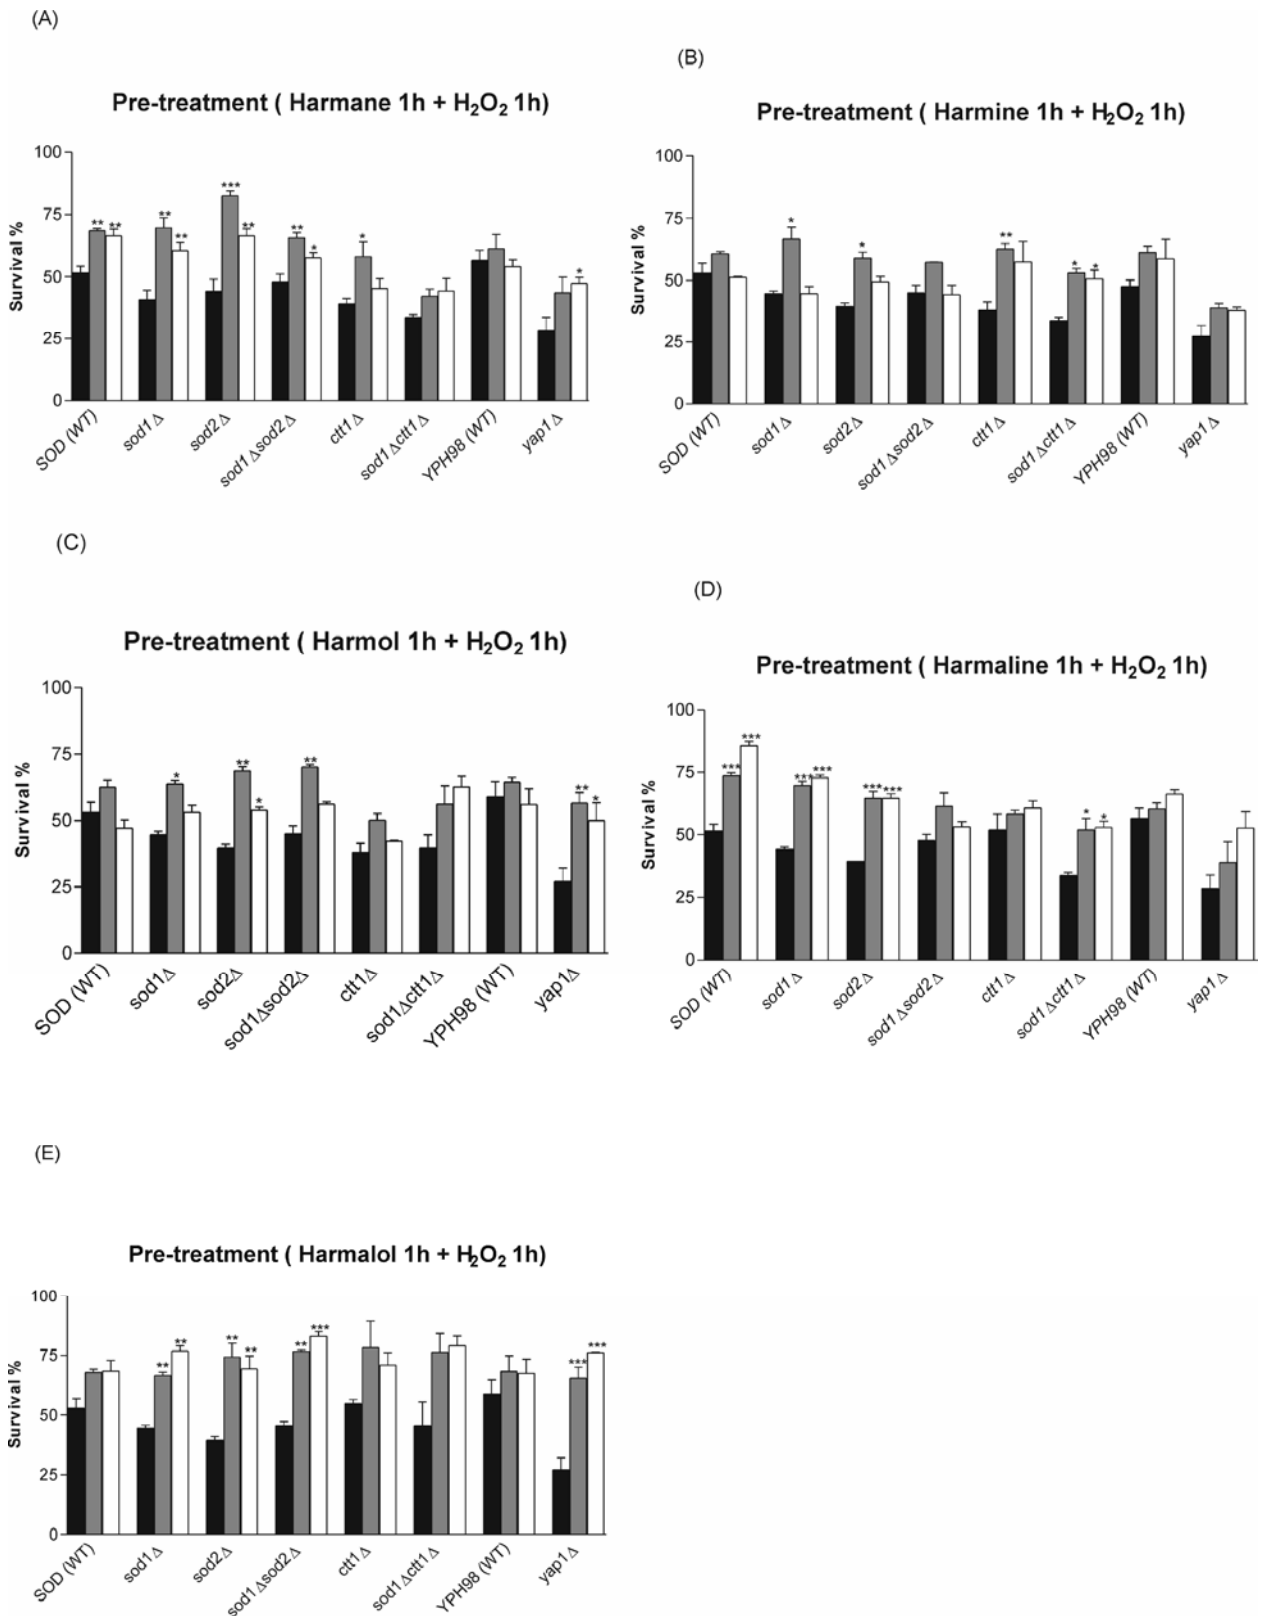 (A)
Pre-treatment ( Harmane 1h + H₂O₂ 1h)
Survival %
100
75
50
25
0
** ** ** ** *** ** ** * * *
SOD (WT) sod1Δ sod2Δ sod1Δsod2Δ ctt1Δ sod1Δctt1Δ YPH98 (WT) yap1Δ
(B)
Pre-treatment ( Harmine 1h + H₂O₂ 1h)
Survival %
100
75
50
25
0
* * ** * *
SOD (WT) sod1Δ sod2Δ sod1Δsod2Δ ctt1Δ sod1Δctt1Δ YPH98 (WT) yap1Δ
(C)
Pre-treatment ( Harmol 1h + H₂O₂ 1h)
Survival %
100
75
50
25
0
* ** * ** ** *
SOD (WT) sod1Δ sod2Δ sod1Δsod2Δ ctt1Δ sod1Δctt1Δ YPH98 (WT) yap1Δ
(D)
Pre-treatment ( Harmaline 1h + H₂O₂ 1h)
Survival %
100
75
50
25
0
*** *** *** *** *** *** * *
SOD (WT) sod1Δ sod2Δ sod1Δsod2Δ ctt1Δ sod1Δctt1Δ YPH98 (WT) yap1Δ
(E)
Pre-treatment ( Harmalol 1h + H₂O₂ 1h)
Survival %
100
75
50
25
0
** ** ** ** ** *** *** ***
SOD (WT) sod1Δ sod2Δ sod1Δsod2Δ ctt1Δ sod1Δctt1Δ YPH98 (WT) yap1Δ